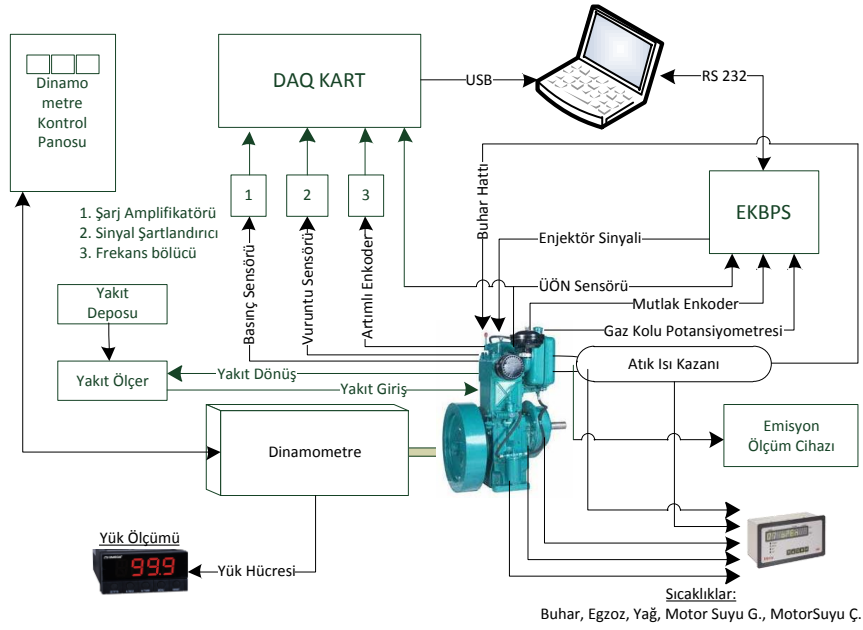 Dinamo
metre
Kontrol
Panosu
DAQ KART
USB
RS 232
1
2
3
EKBPS
1. Şarj Amplifikatörü
2. Sinyal Şartlandırıcı
3. Frekans bölücü
Basınç Sensörü
Vuruntu Sensörü
Artımlı Enkoder
Buhar Hattı
Enjektör Sinyali
ÜÖN Sensörü
Mutlak Enkoder
Gaz Kolu Potansiyometresi
Yakıt
Deposu
Yakıt Ölçer
Yakıt Dönüş
Yakıt Giriş
Atık Isı Kazanı
Dinamometre
Emisyon
Ölçüm Cihazı
Yük Ölçümü
99.9
Yük Hücresi
Sıcaklıklar:
Buhar, Egzoz, Yağ, Motor Suyu G., MotorSuyu Ç.